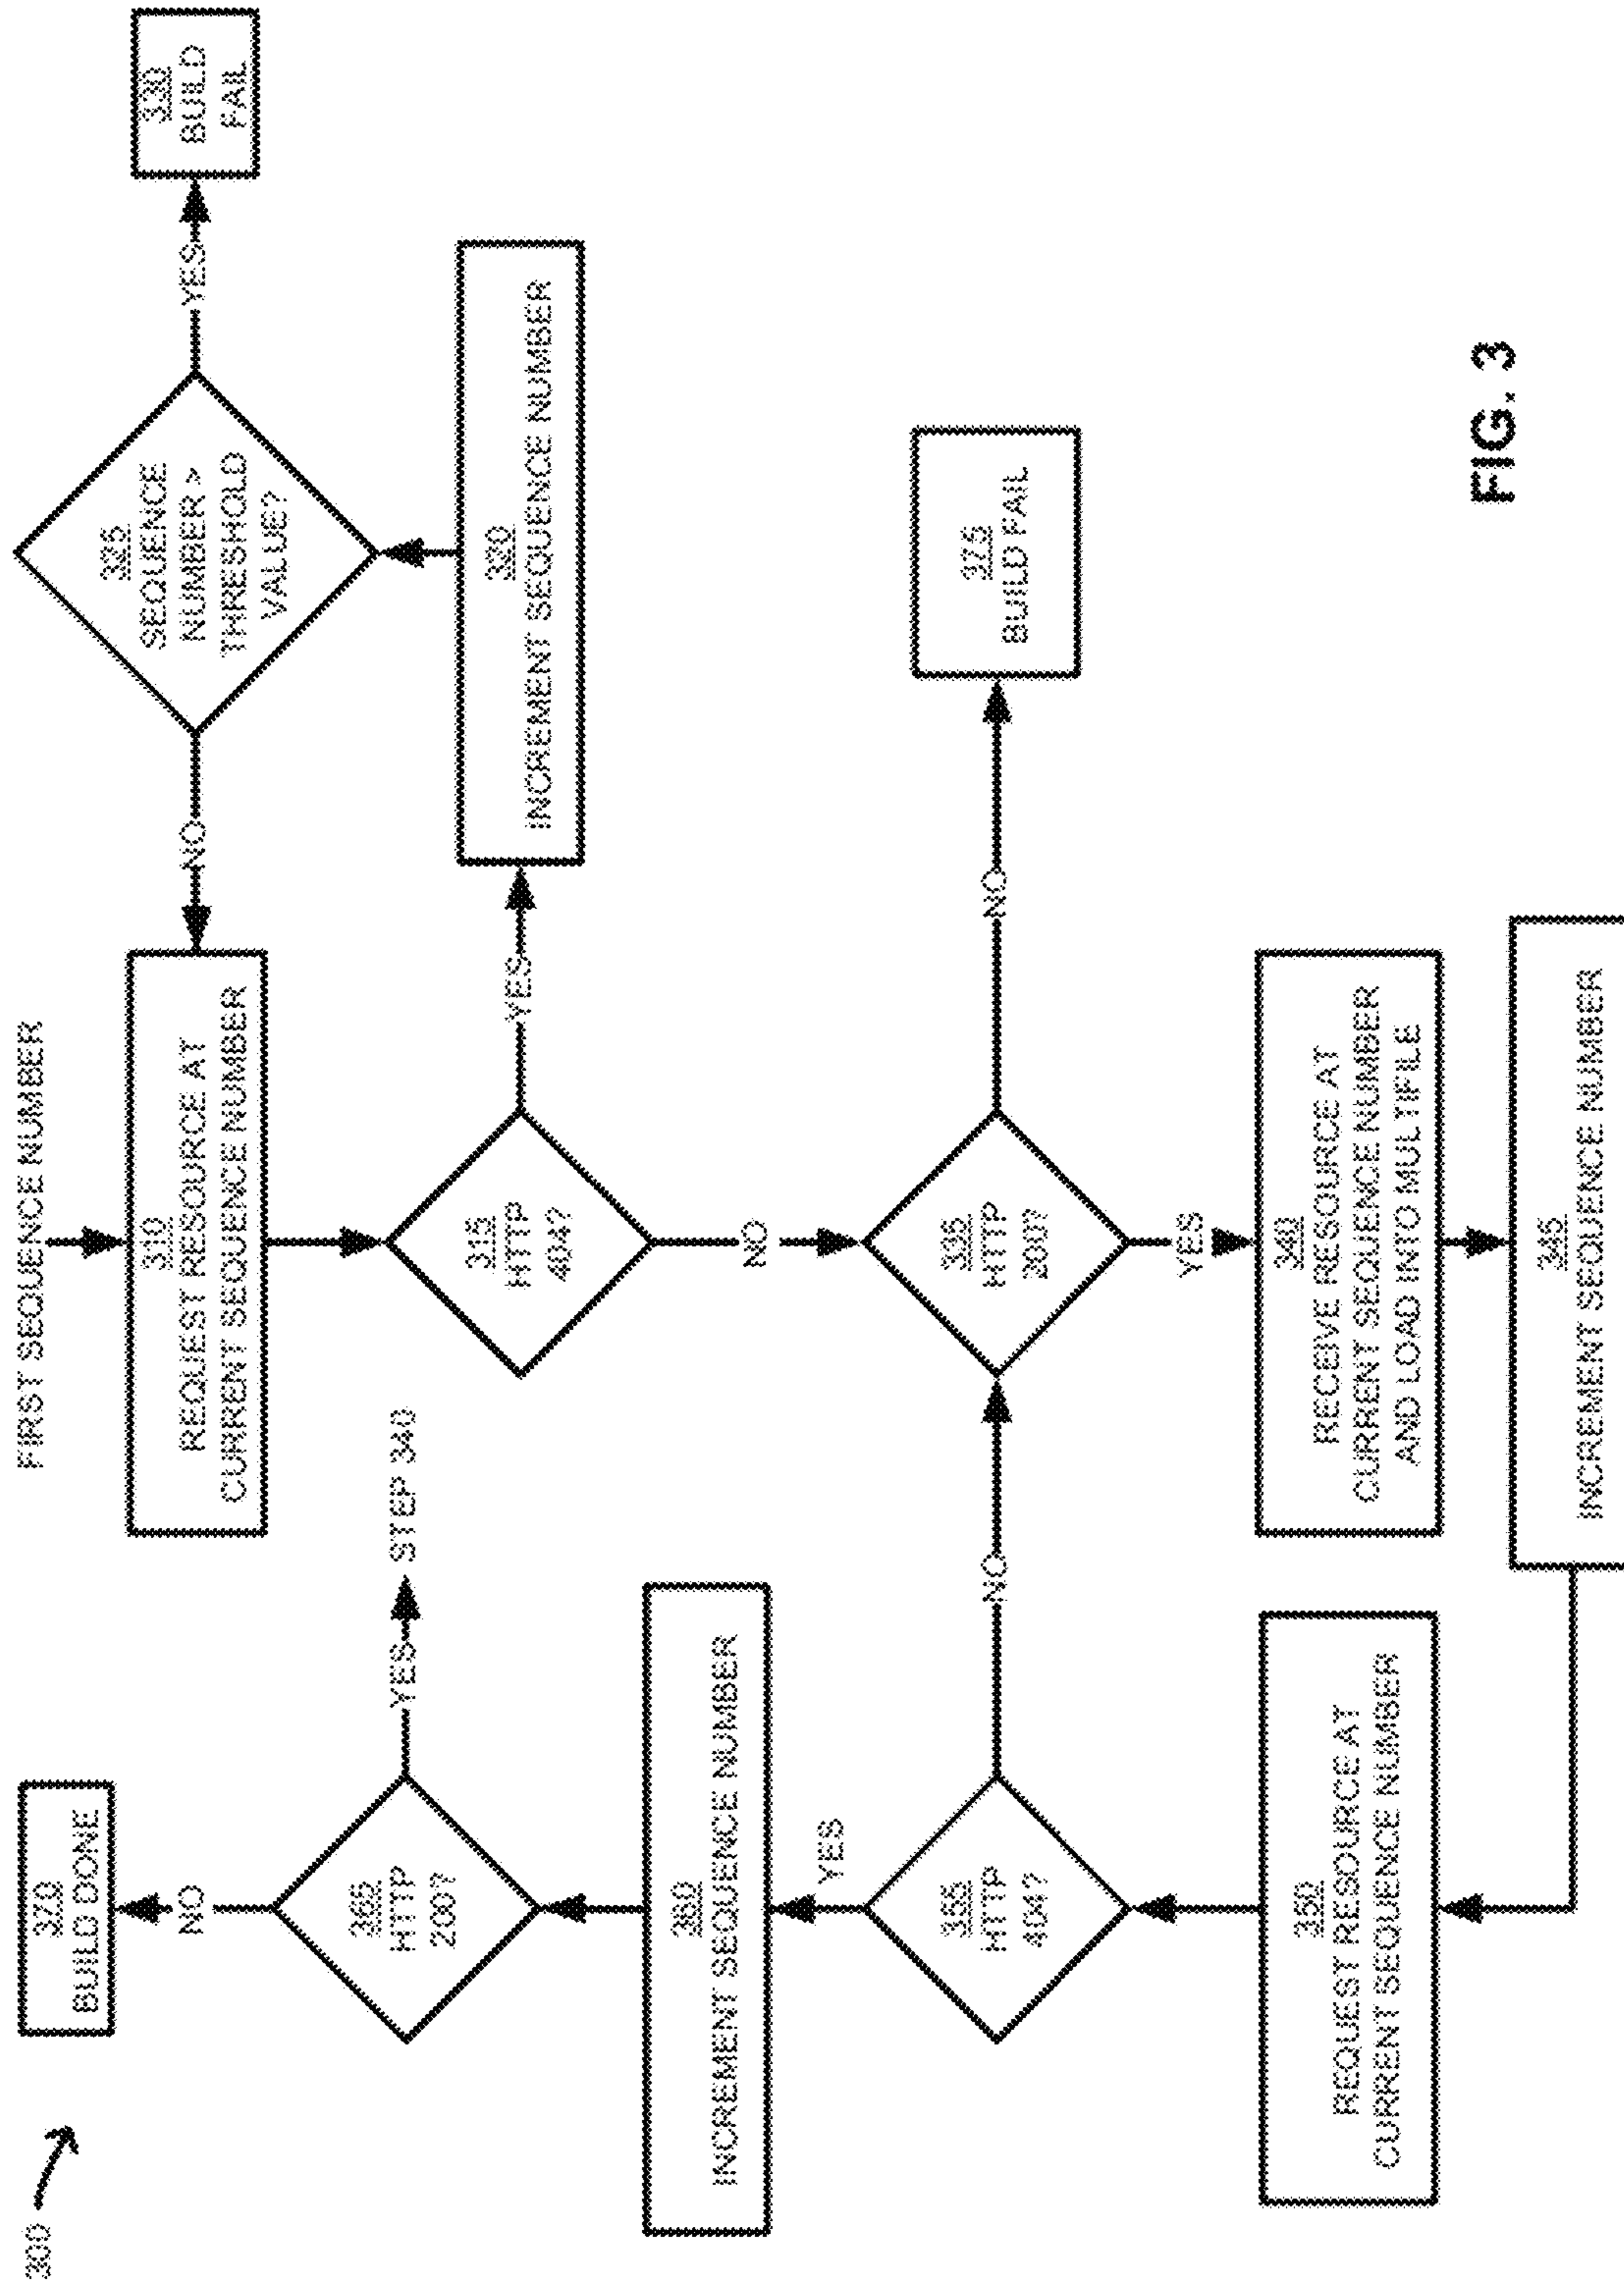 300
370
BUILD DONE
NO
365
HTTP
200?
YES
STEP 340
360
INCREMENT SEQUENCE NUMBER
YES
355
HTTP
404?
NO
350
REQUEST RESOURCE AT
CURRENT SEQUENCE NUMBER
FIRST SEQUENCE NUMBER
310
REQUEST RESOURCE AT
CURRENT SEQUENCE NUMBER
315
HTTP
404?
YES
NO
335
HTTP
200?
NO
YES
340
RECEIVE RESOURCE AT
CURRENT SEQUENCE NUMBER
AND LOAD INTO MULTIFILE
345
INCREMENT SEQUENCE NUMBER
NO
325
SEQUENCE
NUMBER >
THRESHOLD
VALUE?
YES
330
BUILD
FAIL
320
INCREMENT SEQUENCE NUMBER
375
BUILD FAIL
FIG. 3